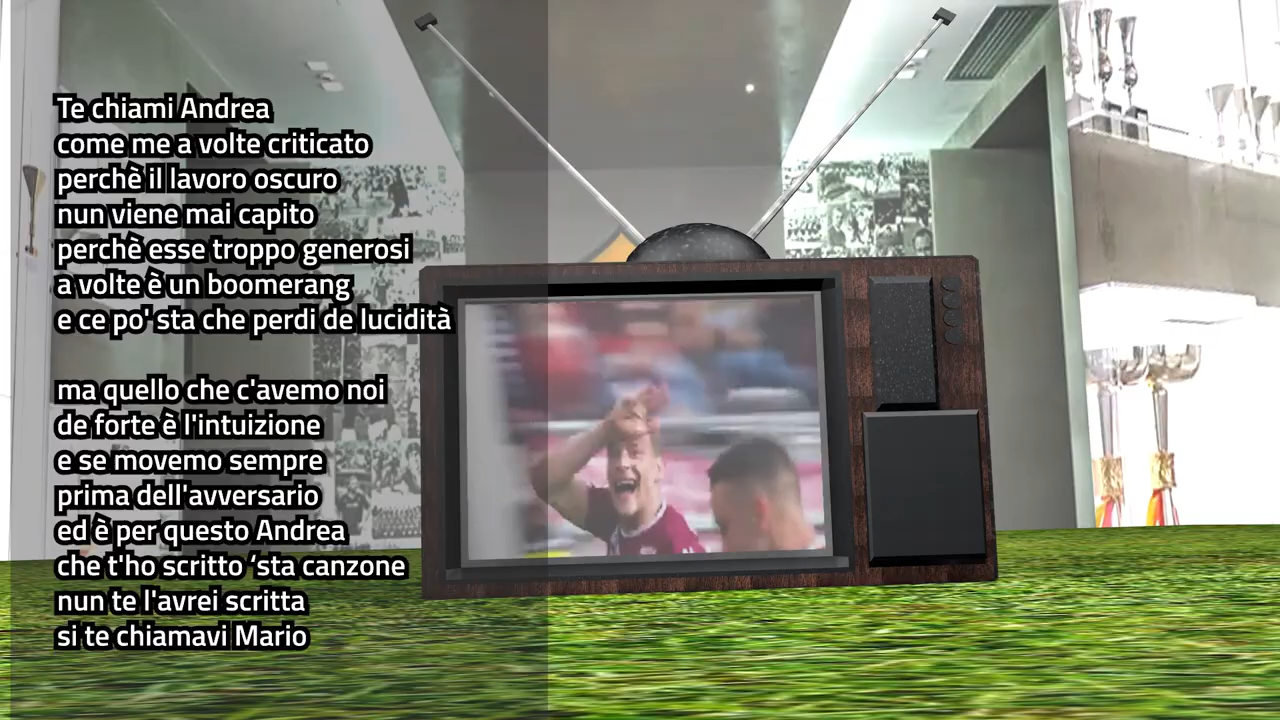 Te chiami Andrea
come me a volte criticato
perchè il lavoro oscuro
nun viene mai capito
perchè esse troppo generosi
a volte è un boomerang
e ce po' sta che perdi de lucidità
ma quello che c'avemo noi
de forte è l'intuizione
e se movemo sempre
prima dell'avversario
ed è per questo Andrea
che t'ho scritto ‘sta canzone
nun te l'avrei scritta
si te chiamavi Mario